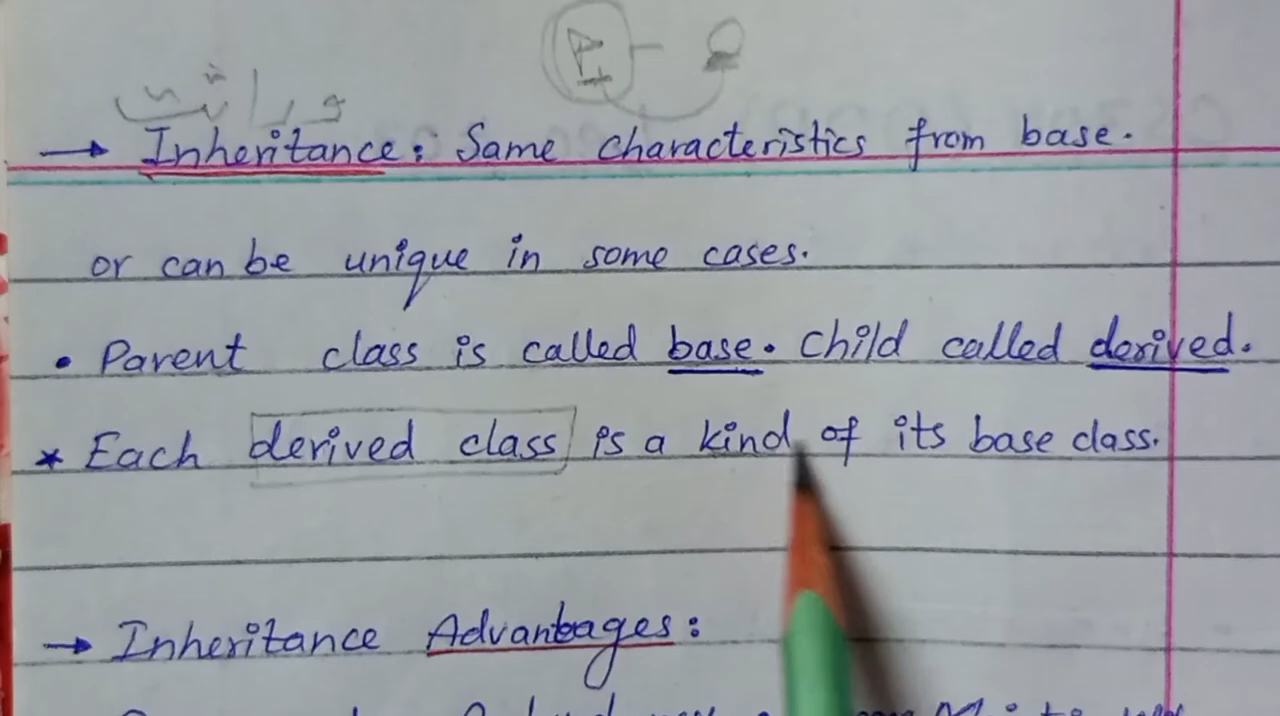 وراثت
→ Inheritance: Same characteristics from base.
or can be unique in some cases.
• Parent class is called base. Child called derived.
* Each derived class is a kind of its base class.
→ Inheritance Advantages: